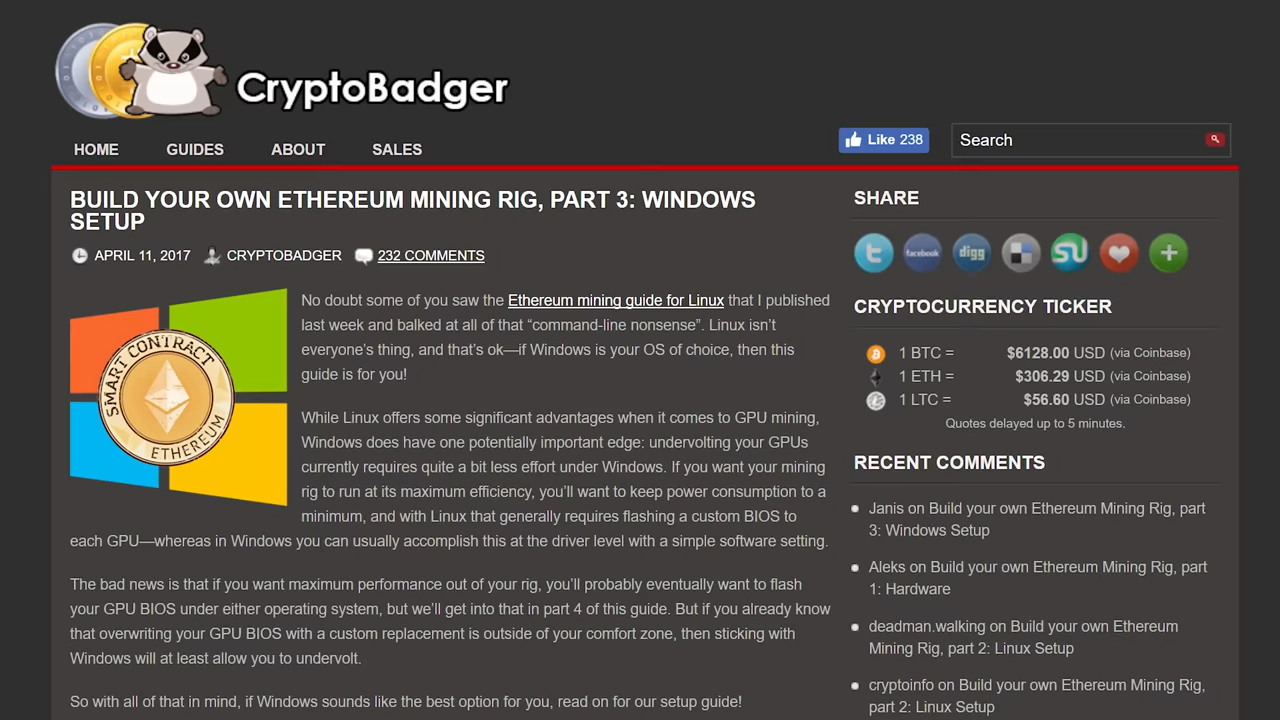 CryptoBadger
HOME GUIDES ABOUT SALES
Like 238
Search
BUILD YOUR OWN ETHEREUM MINING RIG, PART 3: WINDOWS
SETUP
APRIL 11, 2017 CRYPTOBADGER 232 COMMENTS
SMART CONTRACT
ETHEREUM
No doubt some of you saw the Ethereum mining guide for Linux that I published
last week and balked at all of that “command-line nonsense”. Linux isn’t
everyone’s thing, and that’s ok—if Windows is your OS of choice, then this
guide is for you!
While Linux offers some significant advantages when it comes to GPU mining,
Windows does have one potentially important edge: undervolting your GPUs
currently requires quite a bit less effort under Windows. If you want your mining
rig to run at its maximum efficiency, you’ll want to keep power consumption to a
minimum, and with Linux that generally requires flashing a custom BIOS to
each GPU—whereas in Windows you can usually accomplish this at the driver level with a simple software setting.
The bad news is that if you want maximum performance out of your rig, you’ll probably eventually want to flash
your GPU BIOS under either operating system, but we’ll get into that in part 4 of this guide. But if you already know
that overwriting your GPU BIOS with a custom replacement is outside of your comfort zone, then sticking with
Windows will at least allow you to undervolt.
So with all of that in mind, if Windows sounds like the best option for you, read on for our setup guide!
SHARE
facebook
digg
CRYPTOCURRENCY TICKER
1 BTC = $6128.00 USD (via Coinbase)
1 ETH = $306.29 USD (via Coinbase)
1 LTC = $56.60 USD (via Coinbase)
Quotes delayed up to 5 minutes.
RECENT COMMENTS
Janis on Build your own Ethereum Mining Rig, part
3: Windows Setup
Aleks on Build your own Ethereum Mining Rig, part
1: Hardware
deadman.walking on Build your own Ethereum
Mining Rig, part 2: Linux Setup
cryptoinfo on Build your own Ethereum Mining Rig,
part 2: Linux Setup